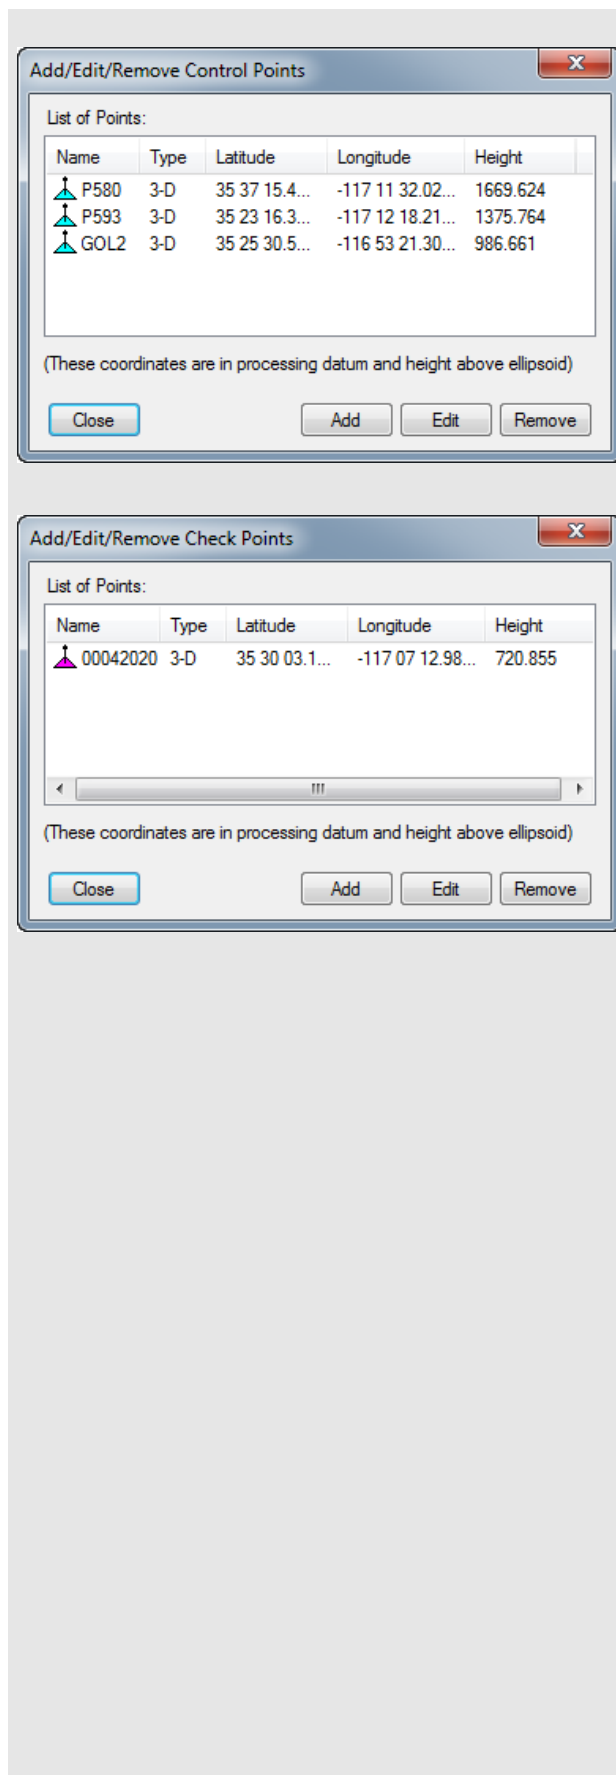 Add/Edit/Remove Control Points
List of Points:
Name Type Latitude Longitude Height
P580 3-D 35 37 15.4... -117 11 32.02... 1669.624
P593 3-D 35 23 16.3... -117 12 18.21... 1375.764
GOL2 3-D 35 25 30.5... -116 53 21.30... 986.661
(These coordinates are in processing datum and height above ellipsoid)
Close Add Edit Remove
Add/Edit/Remove Check Points
List of Points:
Name Type Latitude Longitude Height
00042020 3-D 35 30 03.1... -117 07 12.98... 720.855
(These coordinates are in processing datum and height above ellipsoid)
Close Add Edit Remove